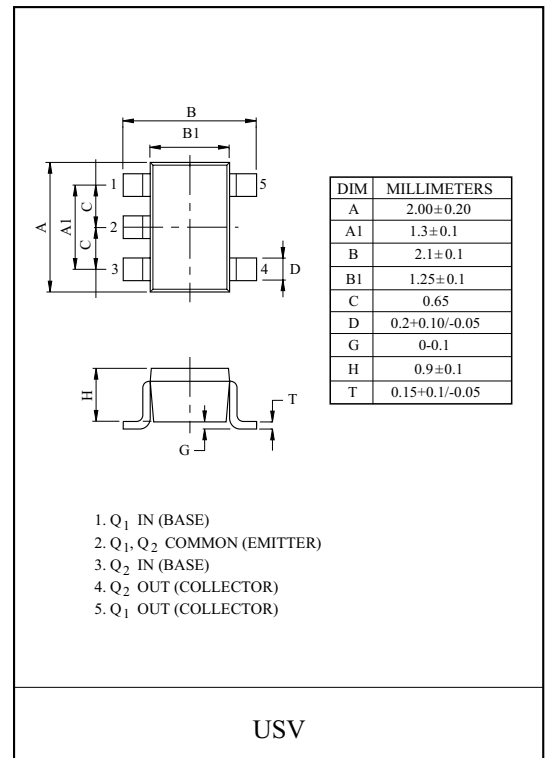 B
B1
1
5
2
3
4
A
A1
C
C
D
DIM MILLIMETERS
A 2.00±0.20
A1 1.3±0.1
B 2.1±0.1
B1 1.25±0.1
C 0.65
D 0.2+0.10/-0.05
G 0-0.1
H 0.9±0.1
T 0.15+0.1/-0.05
H
T
G
1. Q1 IN (BASE)
2. Q1, Q2 COMMON (EMITTER)
3. Q2 IN (BASE)
4. Q2 OUT (COLLECTOR)
5. Q1 OUT (COLLECTOR)
USV